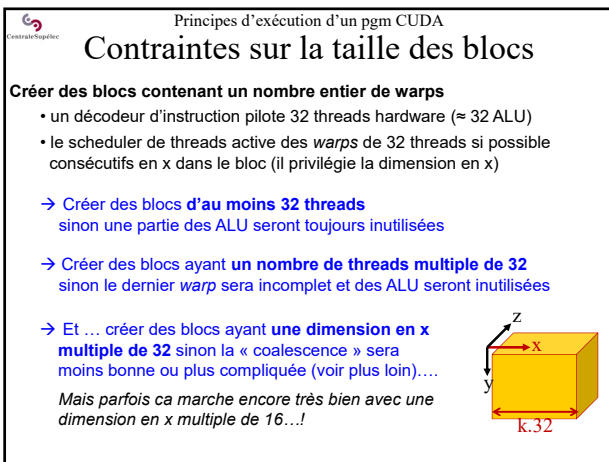 CentraleSupélec
Principes d'exécution d'un pgm CUDA
Contraintes sur la taille des blocs
Créer des blocs contenant un nombre entier de warps
• un décodeur d'instruction pilote 32 threads hardware (≈ 32 ALU)
• le scheduler de threads active des warps de 32 threads si possible
consécutifs en x dans le bloc (il privilégie la dimension en x)
→ Créer des blocs d'au moins 32 threads
sinon une partie des ALU seront toujours inutilisées
→ Créer des blocs ayant un nombre de threads multiple de 32
sinon le dernier warp sera incomplet et des ALU seront inutilisées
→ Et … créer des blocs ayant une dimension en x
multiple de 32 sinon la « coalescence » sera
moins bonne ou plus compliquée (voir plus loin)….
Mais parfois ca marche encore très bien avec une
dimension en x multiple de 16…!
z
x
y
k.32